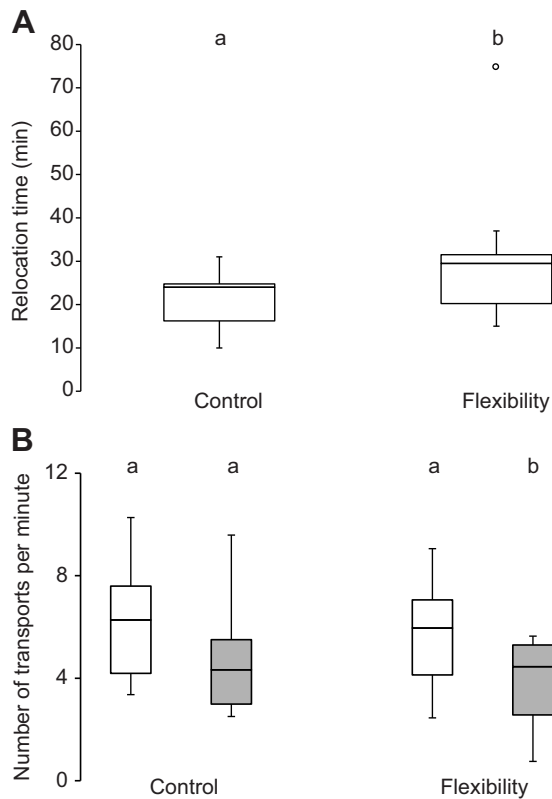 A
a b
80
70
60
50
40
30
20
10
0
Relocation time (min)
Control Flexibility
B
a a a b
12
8
4
0
Number of transports per minute
Control Flexibility